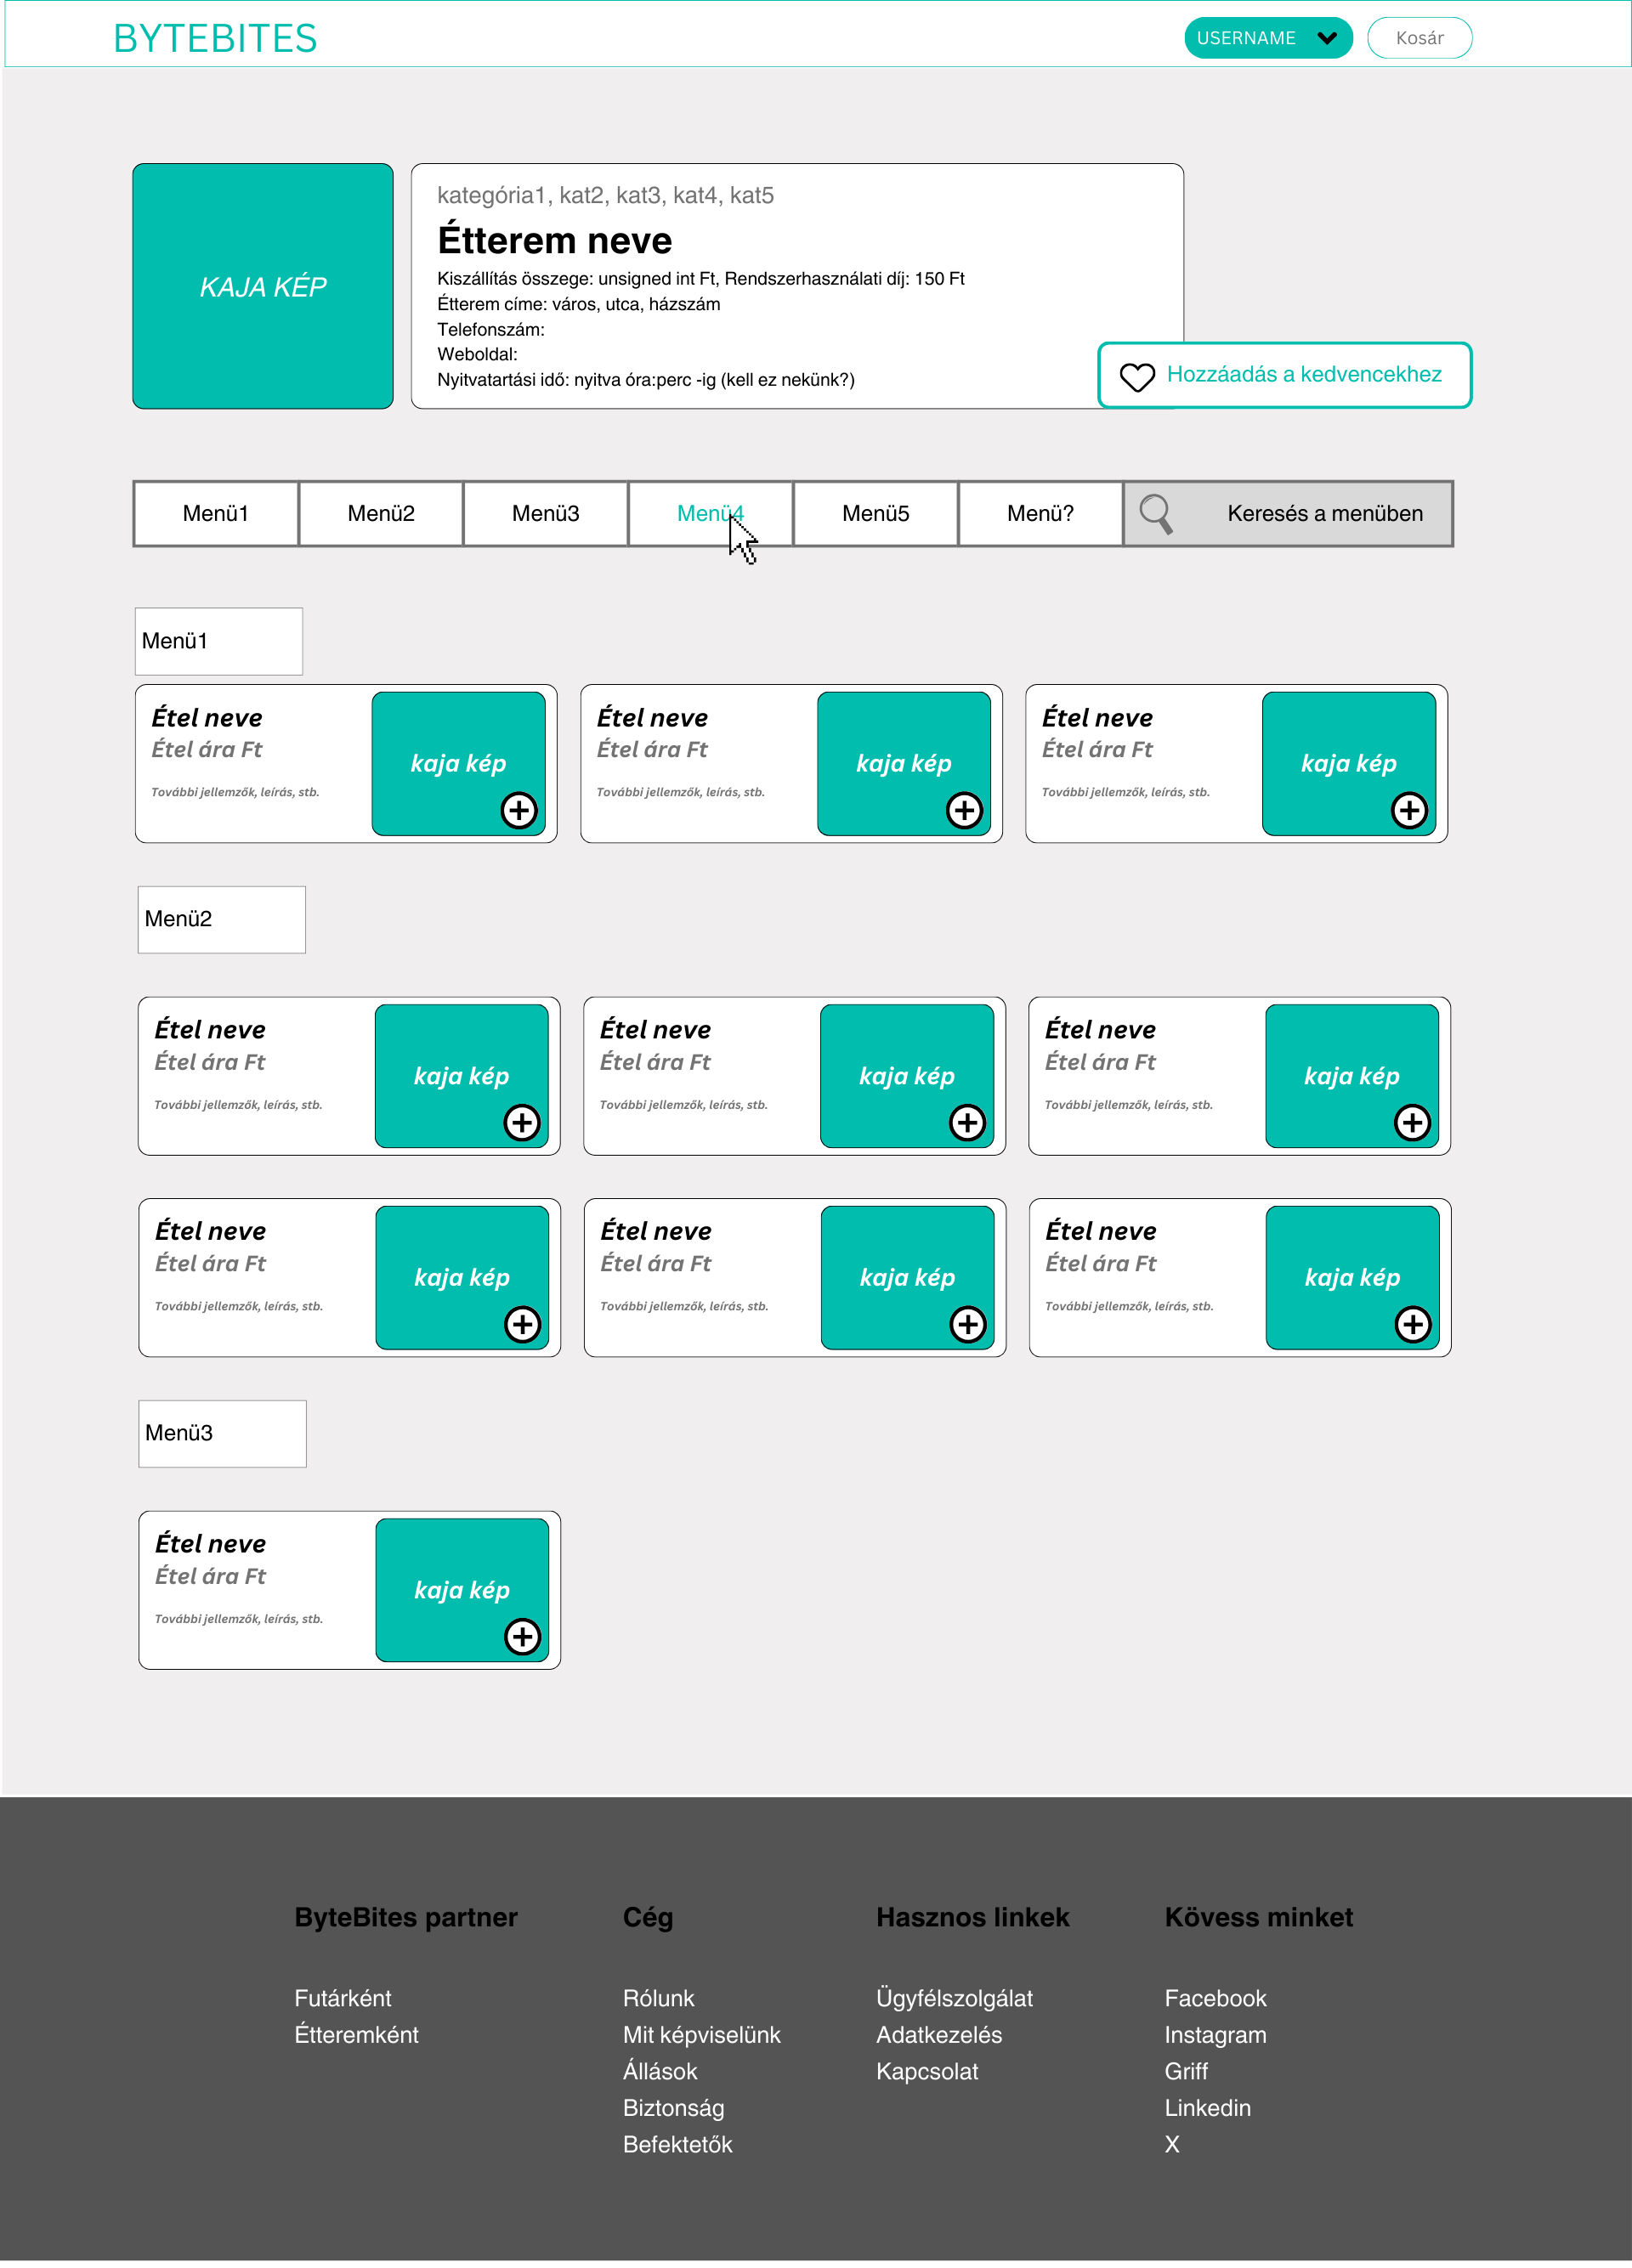 BYTEBITES
USERNAME
Kosár
KAJA KÉP
kategória1, kat2, kat3, kat4, kat5
Étterem neve
Kiszállítás összege: unsigned int Ft, Rendszerhasználati díj: 150 Ft
Étterem címe: város, utca, házszám
Telefonszám:
Weboldal:
Nyitvatartási idő: nyitva óra:perc -ig (kell ez nekünk?)
Hozzáadás a kedvencekhez
Menü1
Menü2
Menü3
Menü4
Menü5
Menü?
Keresés a menüben
Menü1
Étel neve
Étel ára Ft
További jellemzők, leírás, stb.
kaja kép
Étel neve
Étel ára Ft
További jellemzők, leírás, stb.
kaja kép
Étel neve
Étel ára Ft
További jellemzők, leírás, stb.
kaja kép
Menü2
Étel neve
Étel ára Ft
További jellemzők, leírás, stb.
kaja kép
Étel neve
Étel ára Ft
További jellemzők, leírás, stb.
kaja kép
Étel neve
Étel ára Ft
További jellemzők, leírás, stb.
kaja kép
Étel neve
Étel ára Ft
További jellemzők, leírás, stb.
kaja kép
Étel neve
Étel ára Ft
További jellemzők, leírás, stb.
kaja kép
Étel neve
Étel ára Ft
További jellemzők, leírás, stb.
kaja kép
Menü3
Étel neve
Étel ára Ft
További jellemzők, leírás, stb.
kaja kép
ByteBites partner
Futárként
Étteremként
Cég
Rólunk
Mit képviselünk
Állások
Biztonság
Befektetők
Hasznos linkek
Ügyfélszolgálat
Adatkezelés
Kapcsolat
Kövess minket
Facebook
Instagram
Griff
Linkedin
X